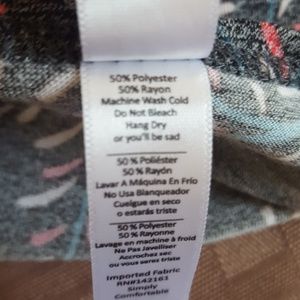 50% Polyester
50% Rayon
Machine Wash Cold
Do Not Bleach
Hang Dry
or you'll be sad
50% Poliéster
50% Rayón
Lavar A Máquina En Frío
No Usa Blanqueador
Cuelgue en seco
o estarás triste
50% Polyester
50% Rayonne
Lavage en machine à froid
Ne Pas Javelliser
Accrochez sec
ou vous serez triste
Imported Fabric
RN#142161
Simply
Comfortable